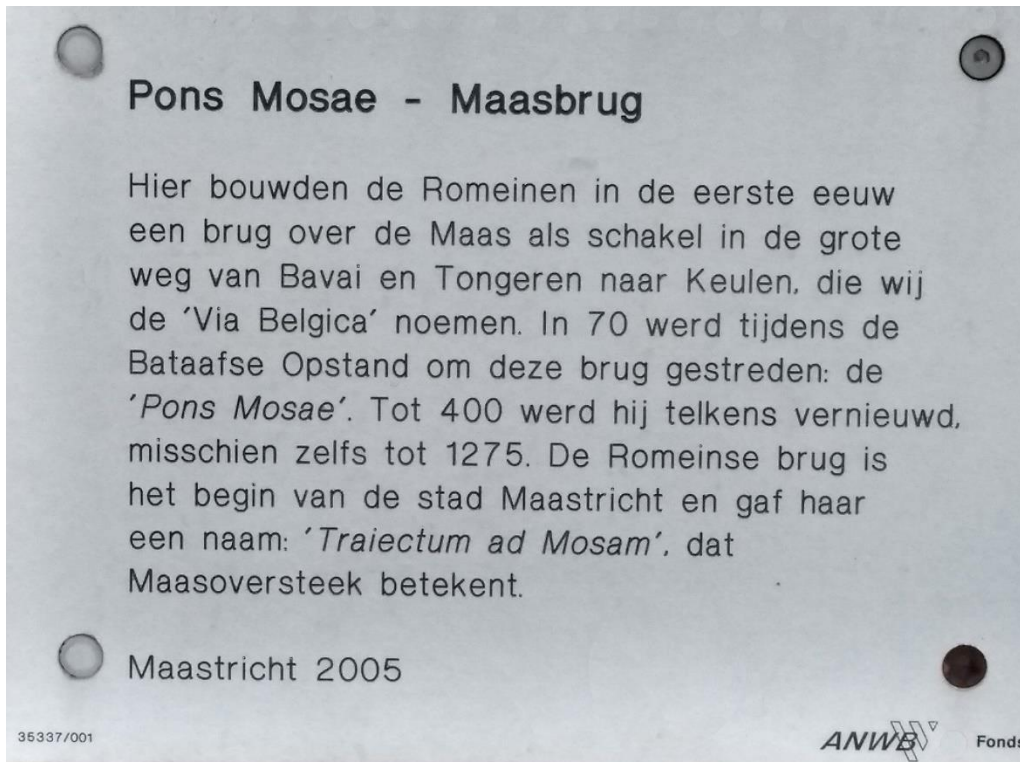 Pons Mosae - Maasbrug
Hier bouwden de Romeinen in de eerste eeuw
een brug over de Maas als schakel in de grote
weg van Bavai en Tongeren naar Keulen, die wij
de 'Via Belgica' noemen. In 70 werd tijdens de
Bataafse Opstand om deze brug gestreden: de
'Pons Mosae'. Tot 400 werd hij telkens vernieuwd,
misschien zelfs tot 1275. De Romeinse brug is
het begin van de stad Maastricht en gaf haar
een naam: 'Traiectum ad Mosam', dat
Maasoversteek betekent.
Maastricht 2005
35337/001
ANWB Fonds